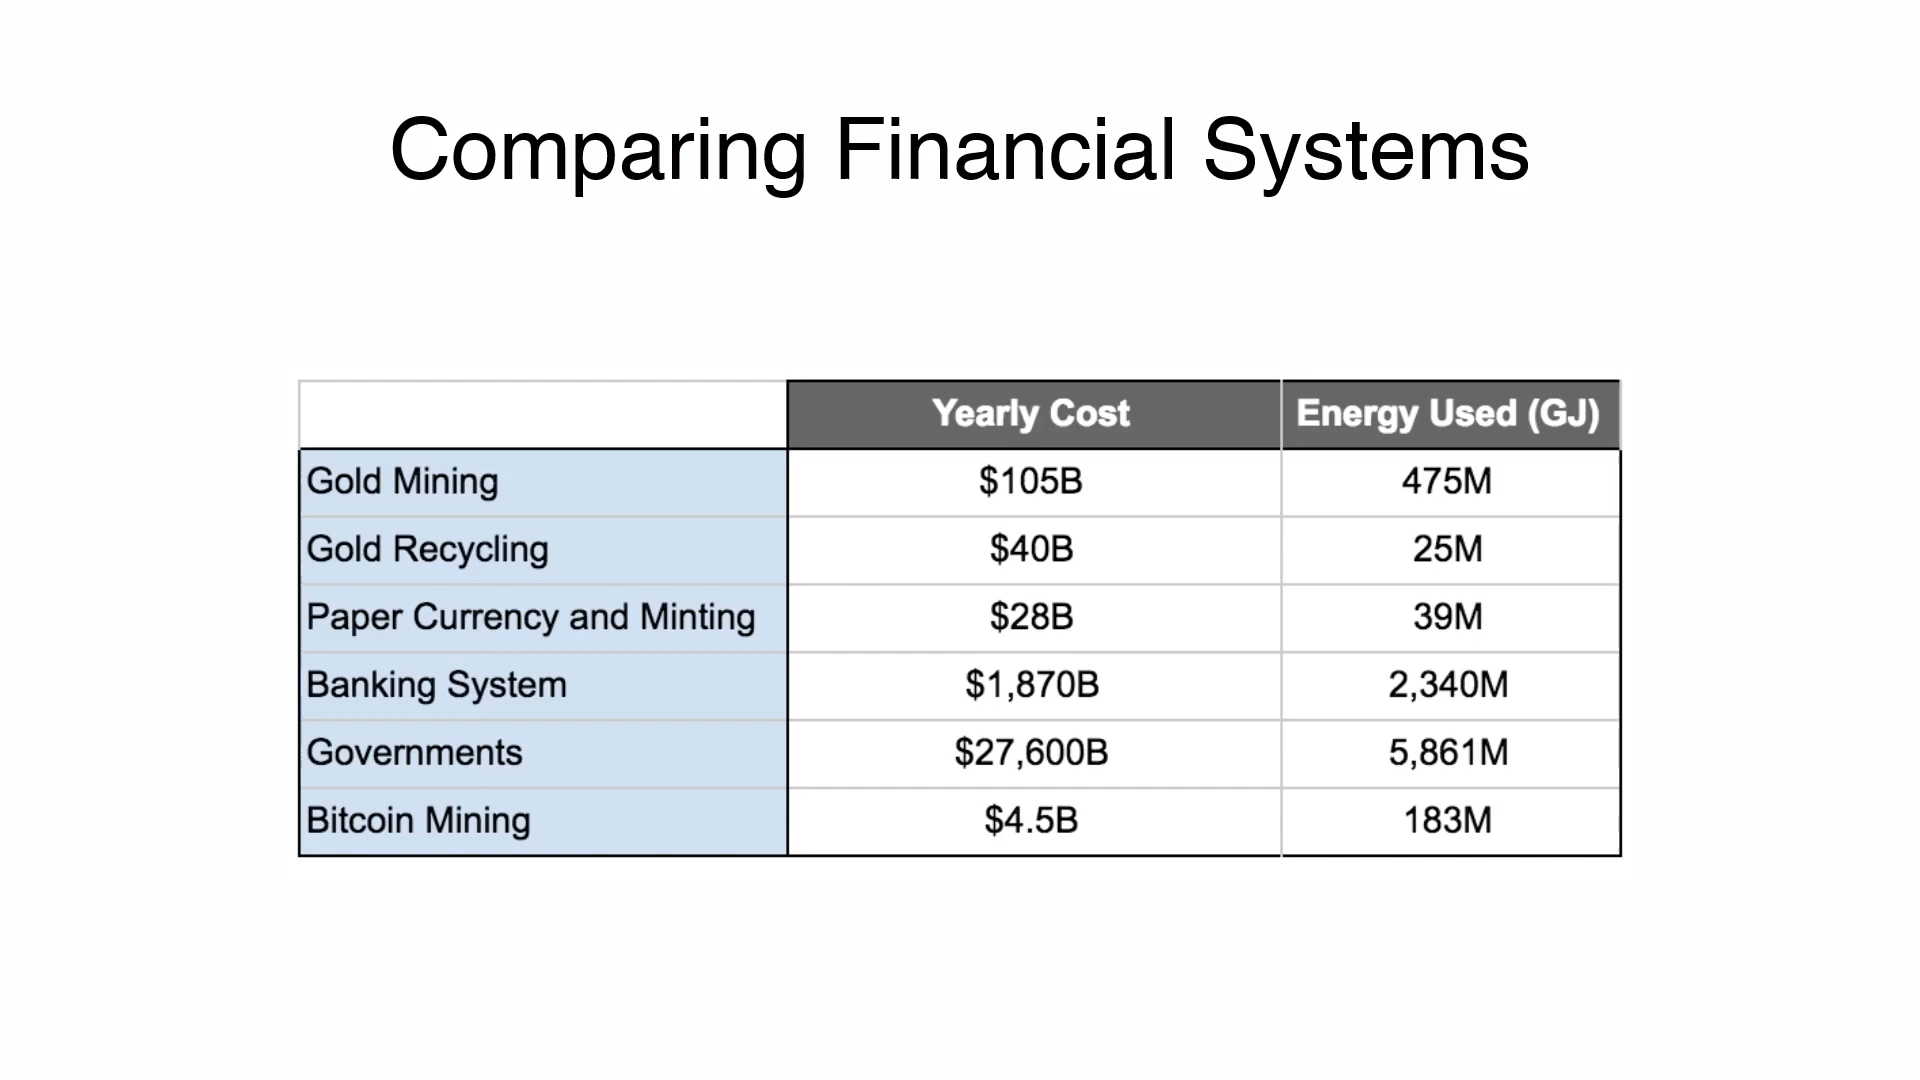 Comparing Financial Systems
Yearly Cost Energy Used (GJ)
Gold Mining $105B 475M
Gold Recycling $40B 25M
Paper Currency and Minting $28B 39M
Banking System $1,870B 2,340M
Governments $27,600B 5,861M
Bitcoin Mining $4.5B 183M